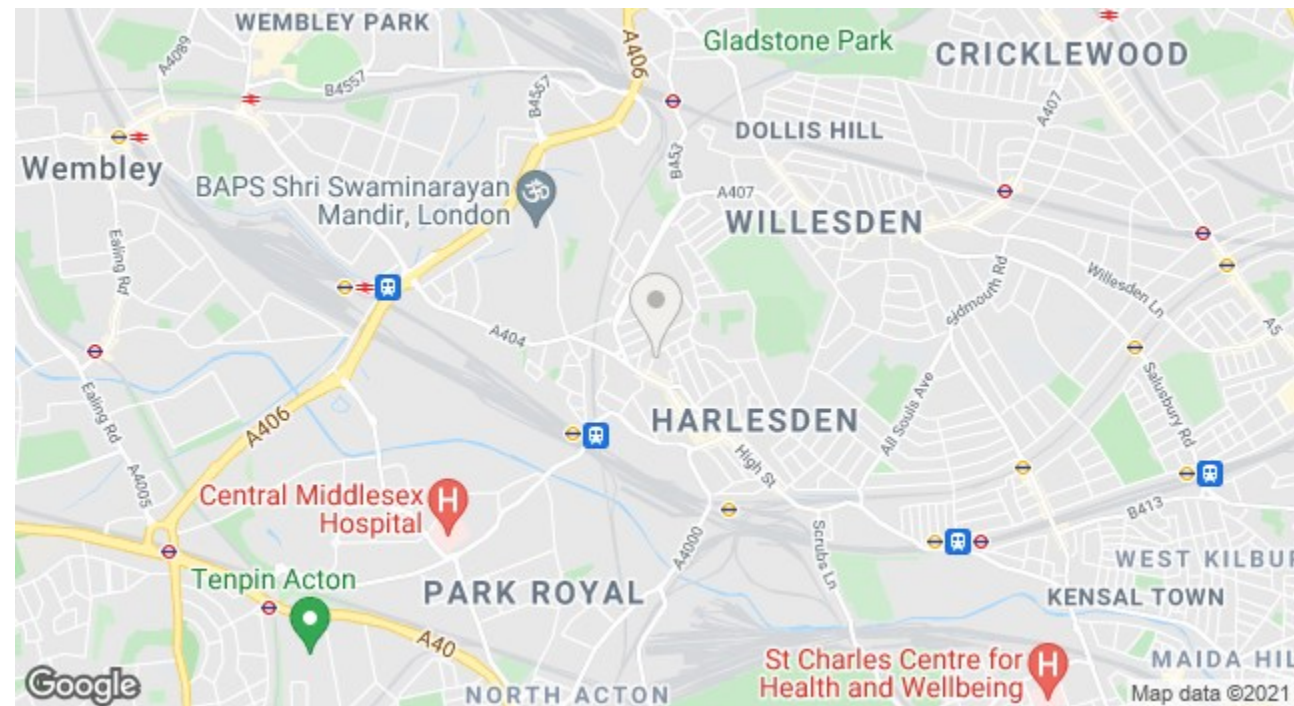 WEMBLEY PARK
A4089
B4557
B4557
A406
Gladstone Park
CRICKLEWOOD
A407
DOLLIS HILL
B453
A407
Wembley
BAPS Shri Swaminarayan
Mandir, London
WILLESDEN
Ealing Rd
Sidmouth Rd
Willesden Ln
A5
A404
Ealing Rd
A406
HARLESDEN
All Souls Ave
Salusbury Rd
High St
A4005
Central Middlesex
Hospital
H
A4000
Scrubs Ln
B413
WEST KILBUR
Tenpin Acton
PARK ROYAL
KENSAL TOWN
A40
St Charles Centre for
Health and Wellbeing
H
MAIDA HIL
NORTH ACTON
Google
Map data ©2021